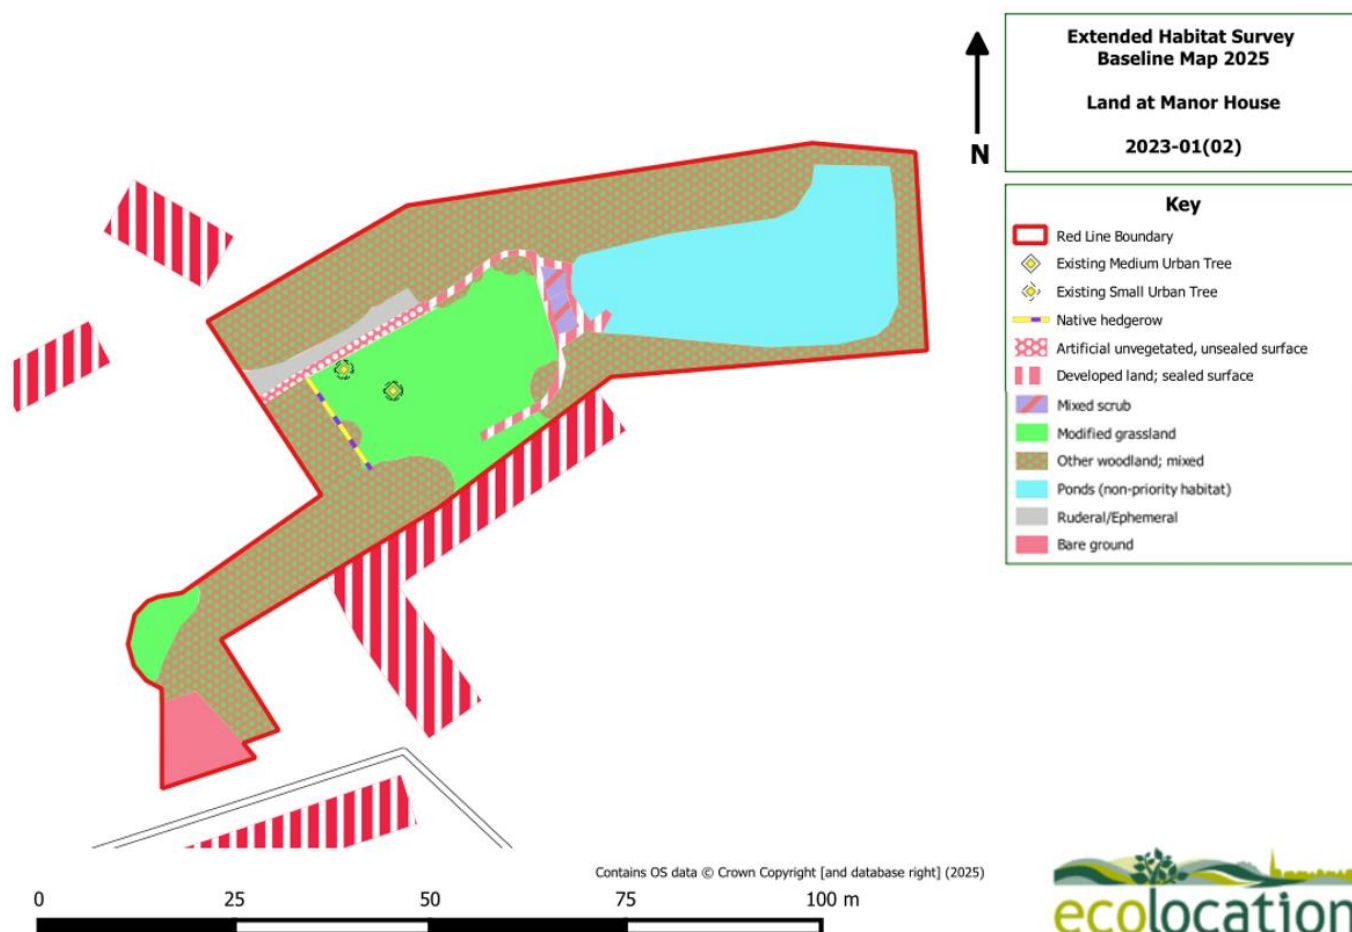 Extended Habitat Survey
Baseline Map 2025
Land at Manor House
2023-01(02)
N
Key
Red Line Boundary
Existing Medium Urban Tree
Existing Small Urban Tree
Native hedgerow
Artificial unvegetated, unsealed surface
Developed land; sealed surface
Mixed scrub
Modified grassland
Other woodland; mixed
Ponds (non-priority habitat)
Ruderal/Ephemeral
Bare ground
Contains OS data © Crown Copyright [and database right] (2025)
0 25 50 75 100 m
ecolocation